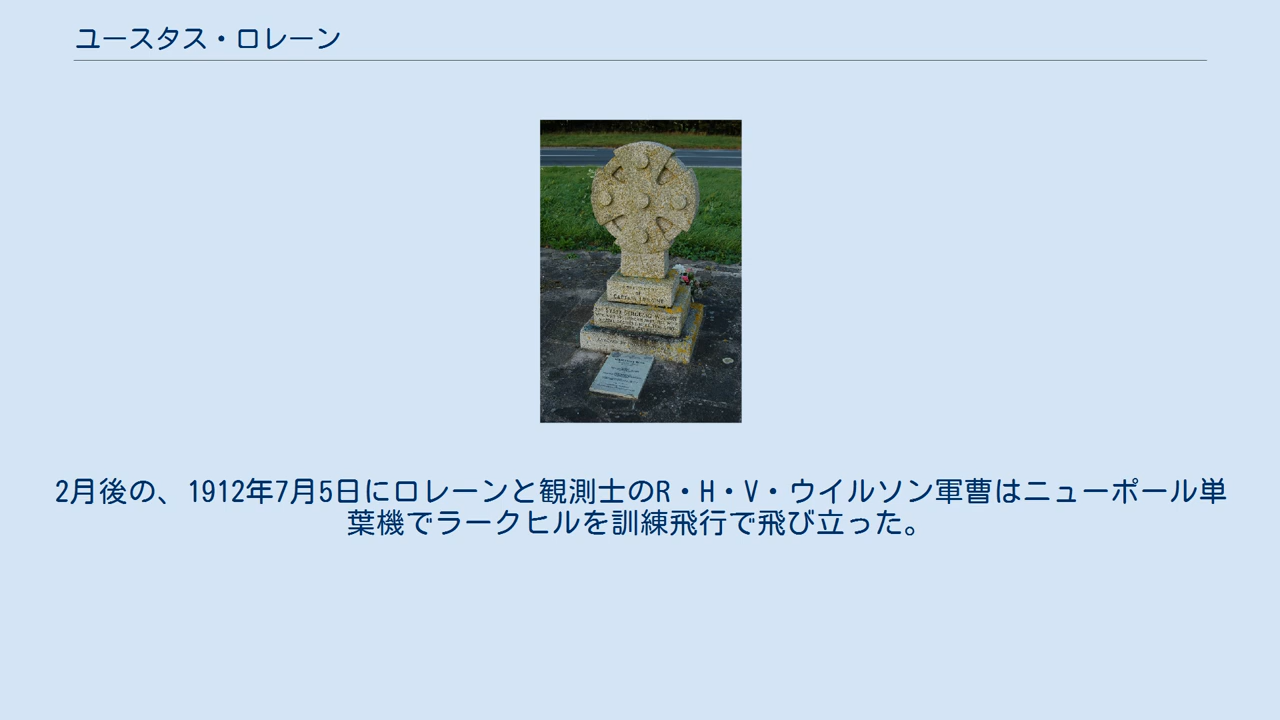 ユースタス・ロレーン
2月後の、1912年7月5日にロレーンと観測士のR・H・V・ウイルソン軍曹はニューポール単
葉機でラークヒルを訓練飛行で飛び立った。